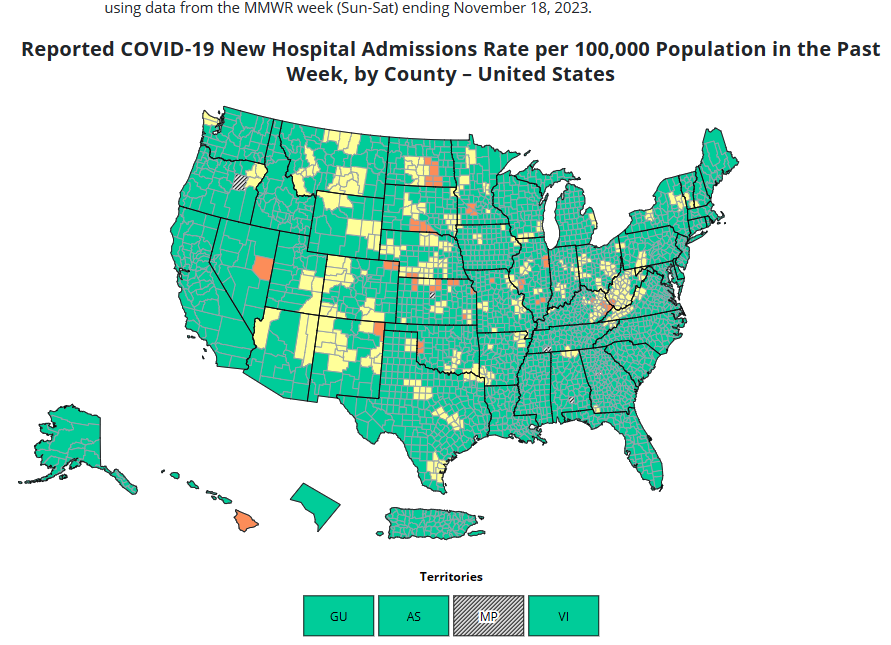 using data from the MMWR week (Sun-Sat) ending November 18, 2023.
Reported COVID-19 New Hospital Admissions Rate per 100,000 Population in the Past
Week, by County – United States
Territories
GU AS MP VI